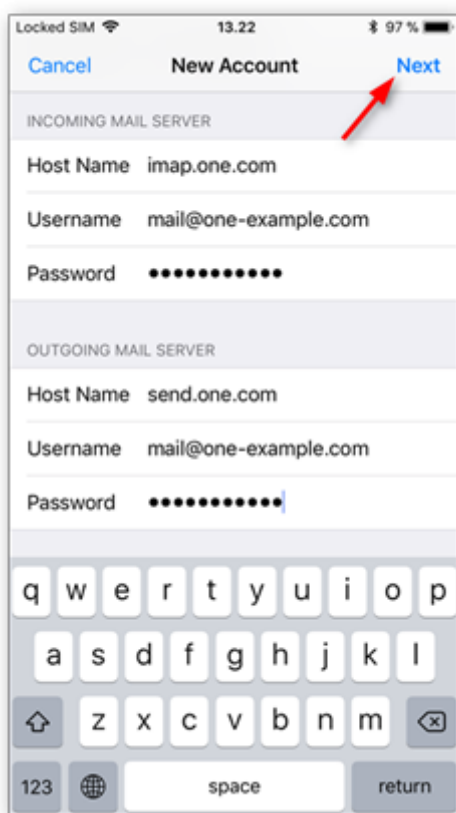 Locked SIM 13.22 97 %
Cancel New Account Next
INCOMING MAIL SERVER
Host Name imap.one.com
Username mail@one-example.com
Password •••••••••••
OUTGOING MAIL SERVER
Host Name send.one.com
Username mail@one-example.com
Password •••••••••••
q w e r t y u i o p
a s d f g h j k l
z x c v b n m
123 space return